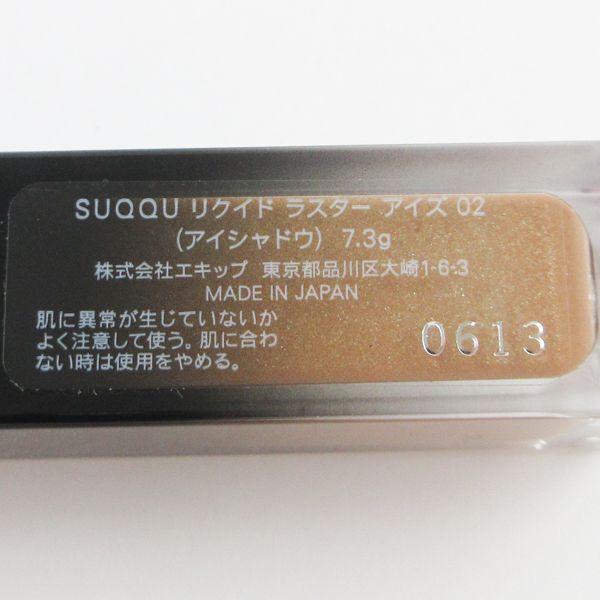 SUQQU リクイド ラスター アイズ 02
(アイシャドウ) 7.3g
株式会社エキップ 東京都品川区大崎1-6-3
MADE IN JAPAN
肌に異常が生じていないか
よく注意して使う。肌に合わ
ない時は使用をやめる。
0613